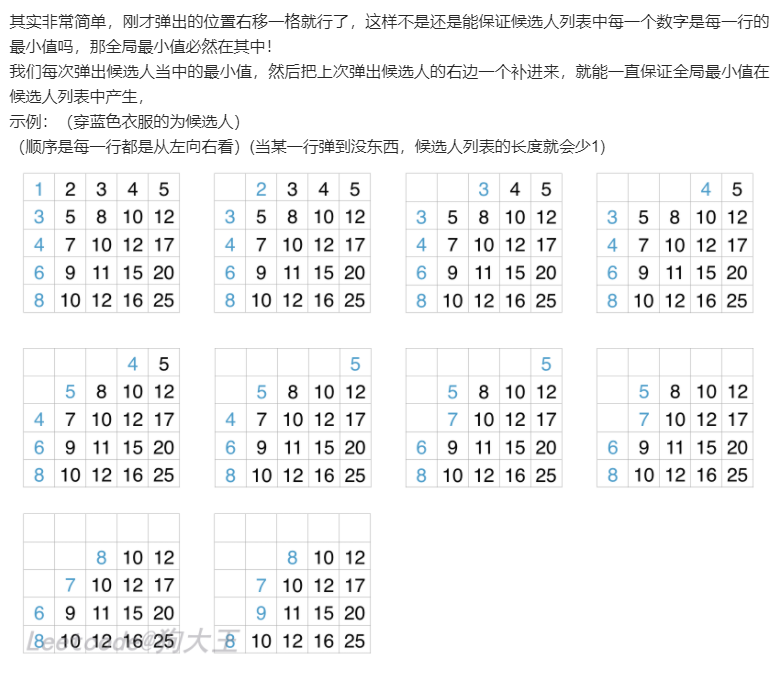 其实非常简单，刚才弹出的位置右移一格就行了，这样不是还是能保证候选人列表中每一个数字是每一行的
最小值吗，那全局最小值必然在其中！
我们每次弹出候选人当中的最小值，然后把上次弹出候选人的右边一个补进来，就能一直保证全局最小值在
候选人列表中产生，
示例：（穿蓝色衣服的为候选人）
（顺序是每一行都是从左向右看）(当某一行弹到没东西，候选人列表的长度就会少1)
1 2 3 4 5 2 3 4 5 3 4 5 4 5
3 5 8 10 12 3 5 8 10 12 3 5 8 10 12 3 5 8 10 12
4 7 10 12 17 4 7 10 12 17 4 7 10 12 17 4 7 10 12 17
6 9 11 15 20 6 9 11 15 20 6 9 11 15 20 6 9 11 15 20
8 10 12 16 25 8 10 12 16 25 8 10 12 16 25 8 10 12 16 25
4 5 5 5
5 8 10 12 5 8 10 12 5 8 10 12 5 8 10 12
4 7 10 12 17 4 7 10 12 17 7 10 12 17 7 10 12 17
6 9 11 15 20 6 9 11 15 20 6 9 11 15 20 6 9 11 15 20
8 10 12 16 25 8 10 12 16 25 8 10 12 16 25 8 10 12 16 25
8 10 12 8 10 12
7 10 12 17 7 10 12 17
6 9 11 15 20 9 11 15 20
8 10 12 16 25 8 10 12 16 25
Leetcode@狗大王